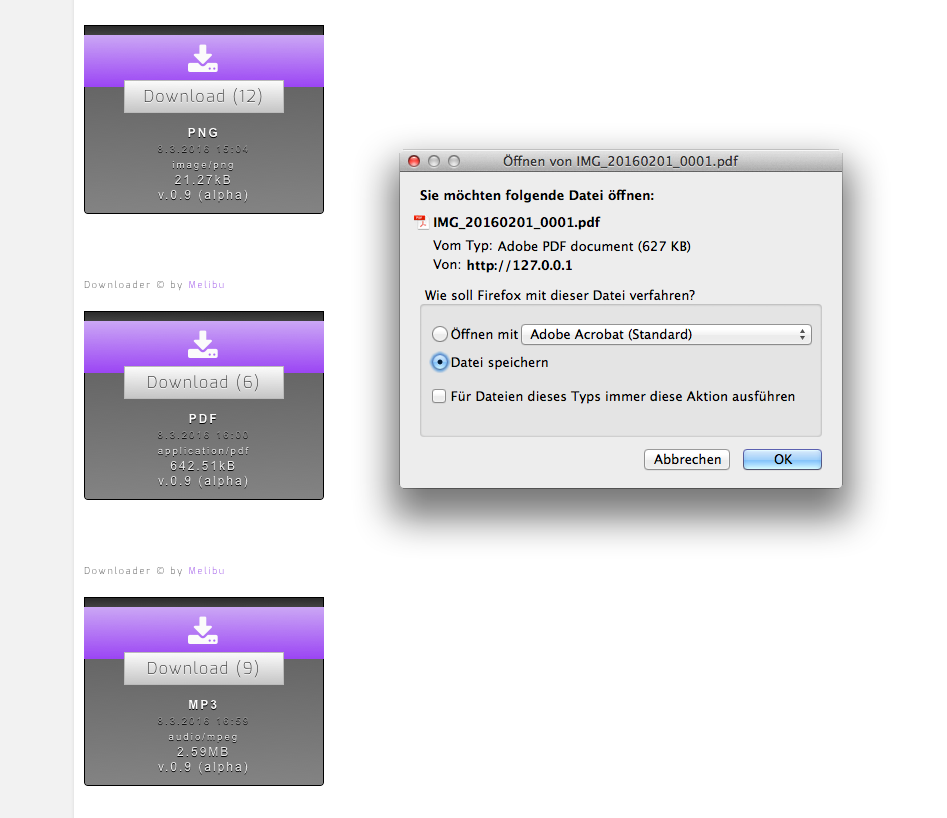 Download (12)
PNG
8.3.2016 15:04
image/png
21.27kB
v.0.9 (alpha)
Downloader © by Melibu
Download (6)
PDF
8.3.2016 16:00
application/pdf
642.51kB
v.0.9 (alpha)
Downloader © by Melibu
Download (9)
MP3
8.3.2016 16:59
audio/mpeg
2.59MB
v.0.9 (alpha)
Öffnen von IMG_20160201_0001.pdf
Sie möchten folgende Datei öffnen:
IMG_20160201_0001.pdf
Vom Typ: Adobe PDF document (627 KB)
Von: http://127.0.0.1
Wie soll Firefox mit dieser Datei verfahren?
Öffnen mit Adobe Acrobat (Standard)
Datei speichern
Für Dateien dieses Typs immer diese Aktion ausführen
Abbrechen OK